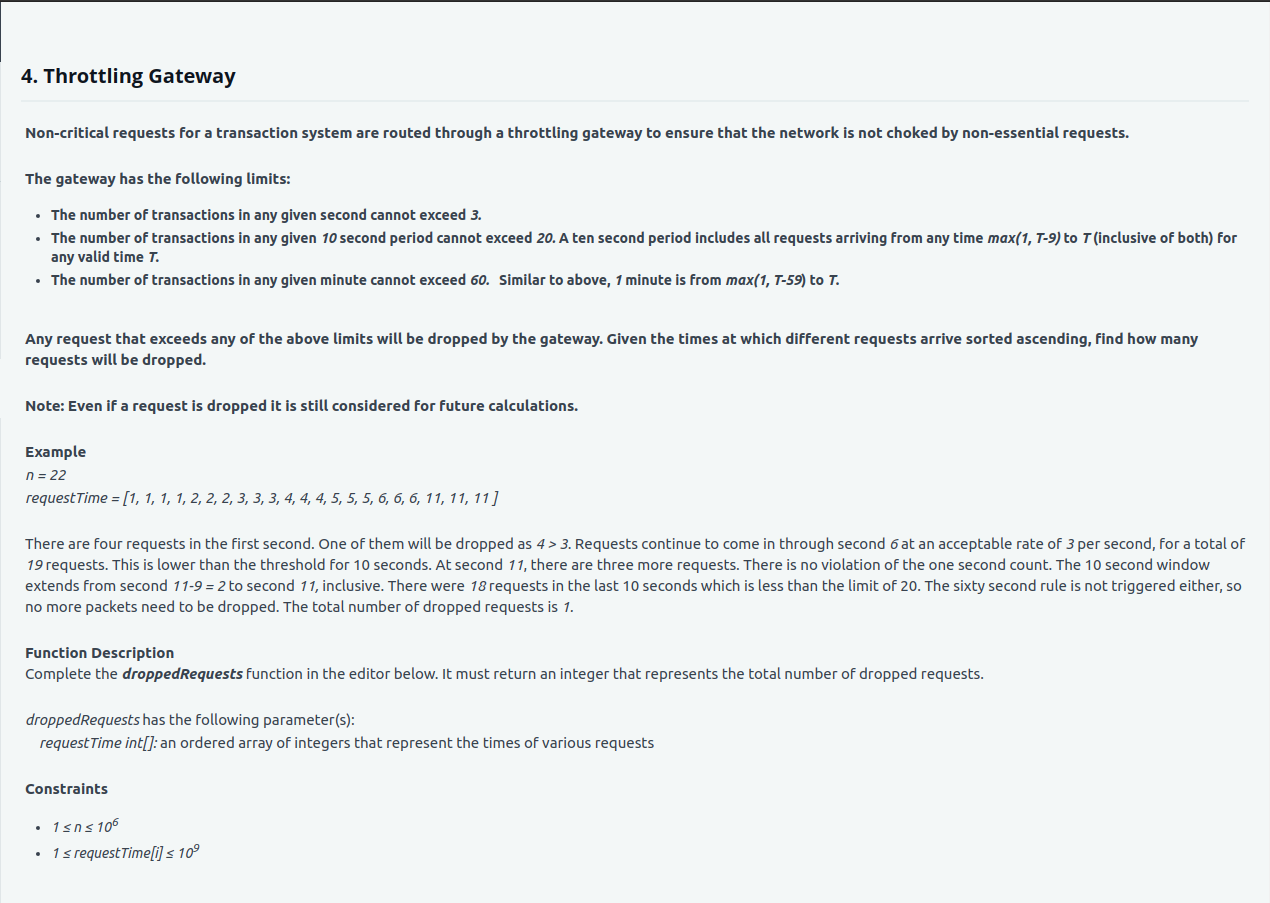 4. Throttling Gateway
Non-critical requests for a transaction system are routed through a throttling gateway to ensure that the network is not choked by non-essential requests.
The gateway has the following limits:
• The number of transactions in any given second cannot exceed 3.
• The number of transactions in any given 10 second period cannot exceed 20. A ten second period includes all requests arriving from any time max(1, T-9) to T (inclusive of both) for
any valid time T.
• The number of transactions in any given minute cannot exceed 60. Similar to above, 1 minute is from max(1, T-59) to T.
Any request that exceeds any of the above limits will be dropped by the gateway. Given the times at which different requests arrive sorted ascending, find how many
requests will be dropped.
Note: Even if a request is dropped it is still considered for future calculations.
Example
n = 22
requestTime = [1, 1, 1, 1, 2, 2, 2, 3, 3, 3, 4, 4, 4, 5, 5, 5, 6, 6, 6, 11, 11, 11 ]
There are four requests in the first second. One of them will be dropped as 4 > 3. Requests continue to come in through second 6 at an acceptable rate of 3 per second, for a total of
19 requests. This is lower than the threshold for 10 seconds. At second 11, there are three more requests. There is no violation of the one second count. The 10 second window
extends from second 11-9 = 2 to second 11, inclusive. There were 18 requests in the last 10 seconds which is less than the limit of 20. The sixty second rule is not triggered either, so
no more packets need to be dropped. The total number of dropped requests is 1.
Function Description
Complete the droppedRequests function in the editor below. It must return an integer that represents the total number of dropped requests.
droppedRequests has the following parameter(s):
requestTime int[]: an ordered array of integers that represent the times of various requests
Constraints
• 1 ≤ n ≤ 10⁶
• 1 ≤ requestTime[i] ≤ 10⁹